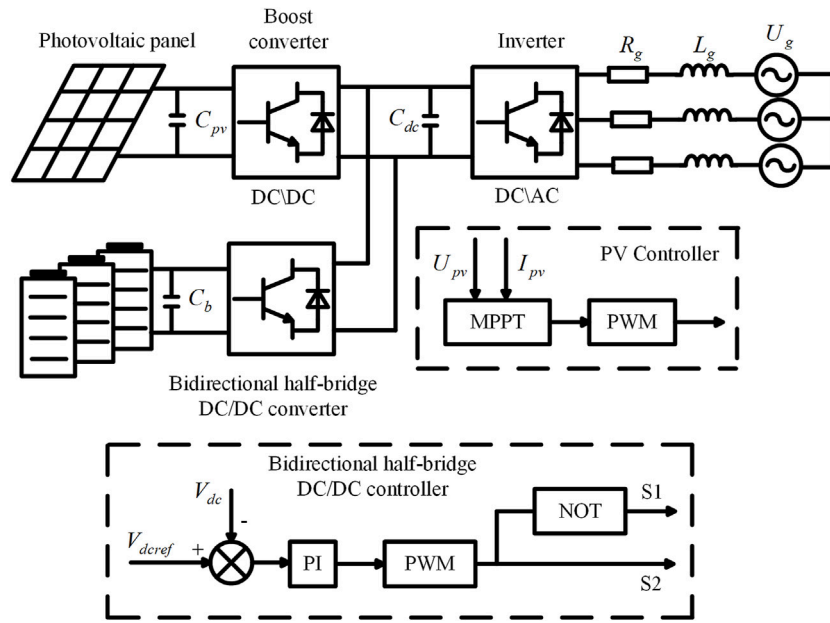 Photovoltaic panel
Boost
converter
Inverter
R_g
L_g
U_g
C_pv
C_dc
DC\DC
DC\AC
C_b
Bidirectional half-bridge
DC/DC converter
PV Controller
U_pv
I_pv
MPPT
PWM
Bidirectional half-bridge
DC/DC controller
V_dc
-
V_dcref
+
PI
PWM
NOT
S1
S2